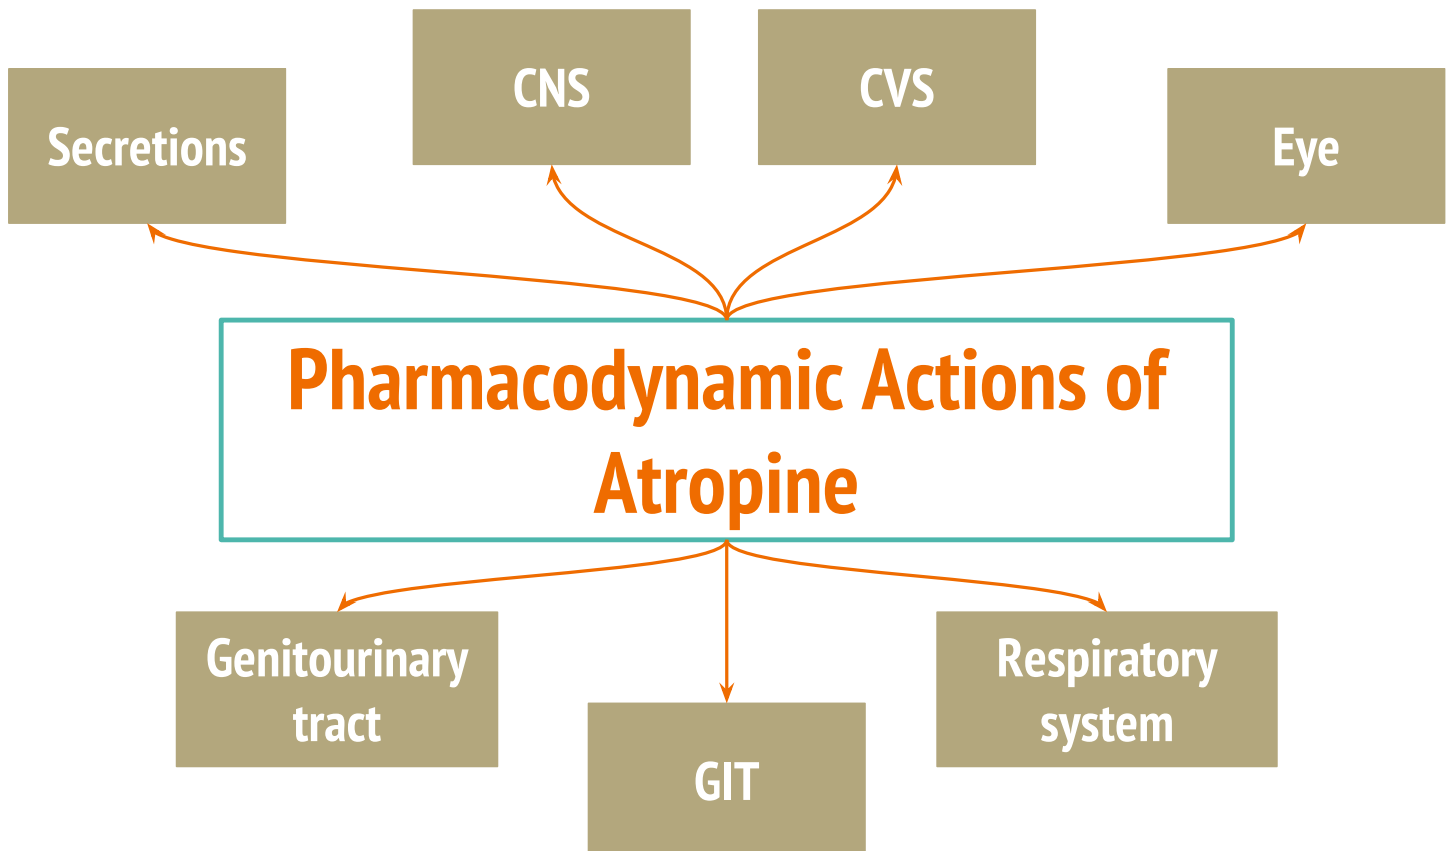 CNS
CVS
Secretions
Eye
Pharmacodynamic Actions of
Atropine
Genitourinary
tract
Respiratory
system
GIT